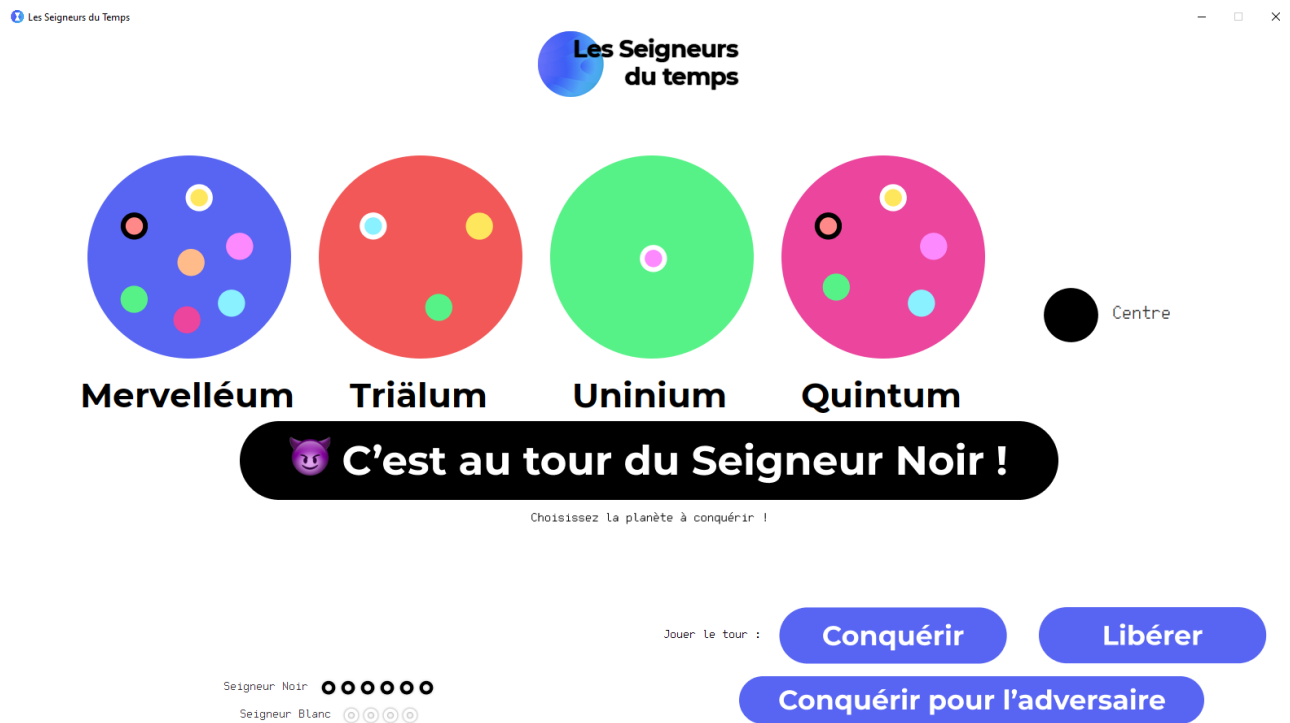 Les Seigneurs du Temps
Les Seigneurs
du temps
Centre
Mervelléum
Triälum
Uninium
Quintum
😈 C’est au tour du Seigneur Noir !
Choisissez la planète à conquérir !
Jouer le tour :
Conquérir
Libérer
Seigneur Noir
Conquérir pour l’adversaire
Seigneur Blanc